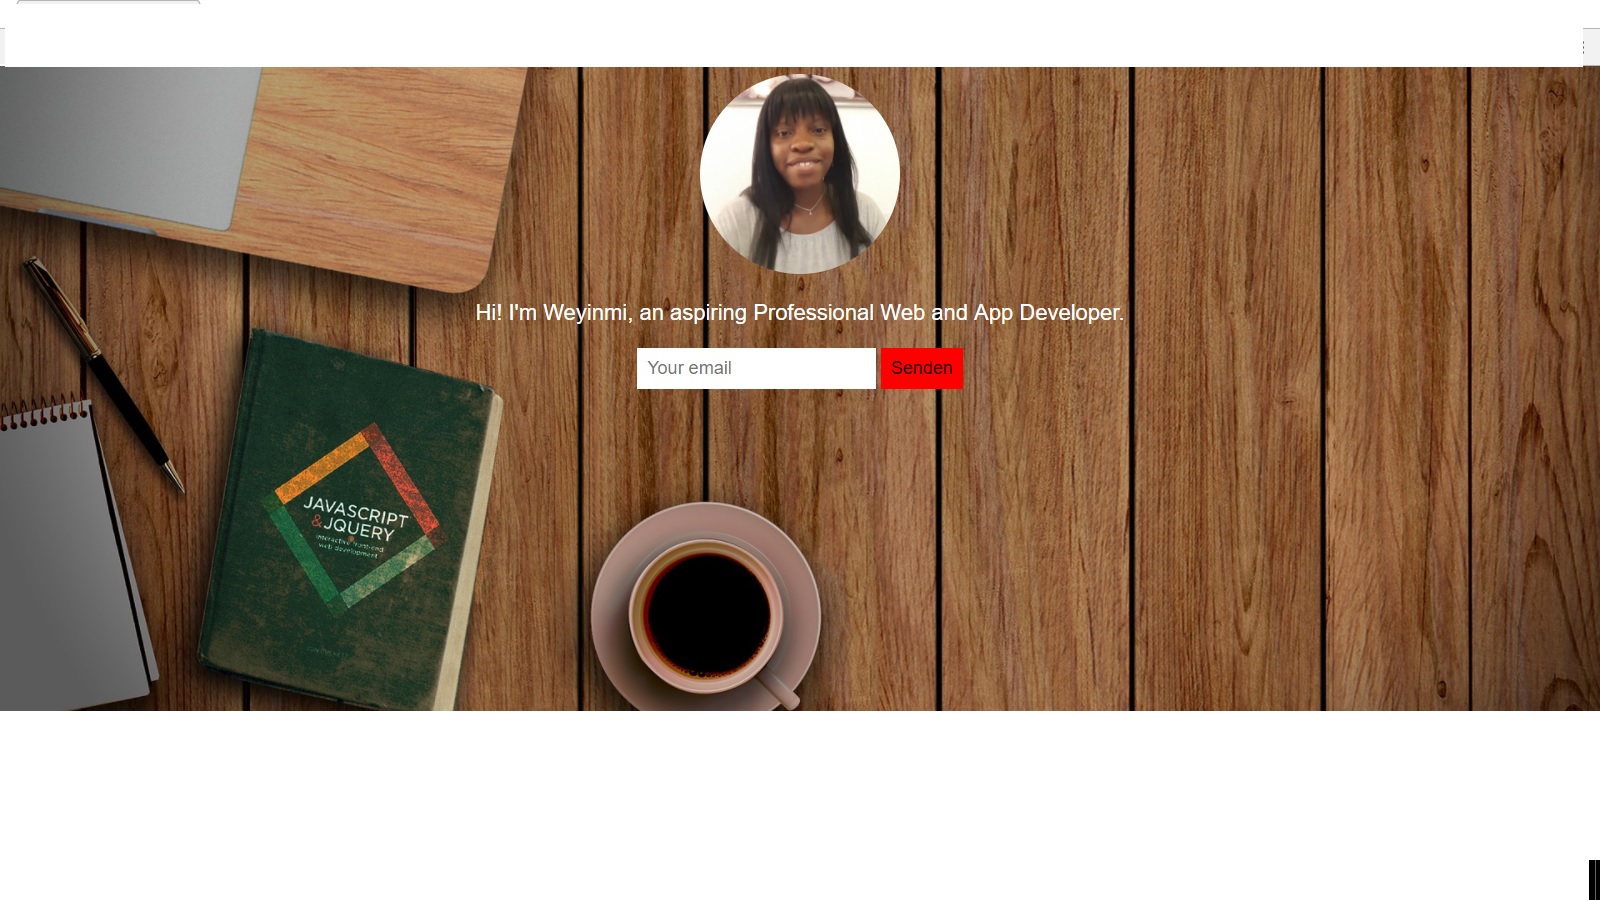 Hi! I'm Weyinmi, an aspiring Professional Web and App Developer.
Your email Senden
JAVASCRIPT
&JQUERY
interactive front-end
web development